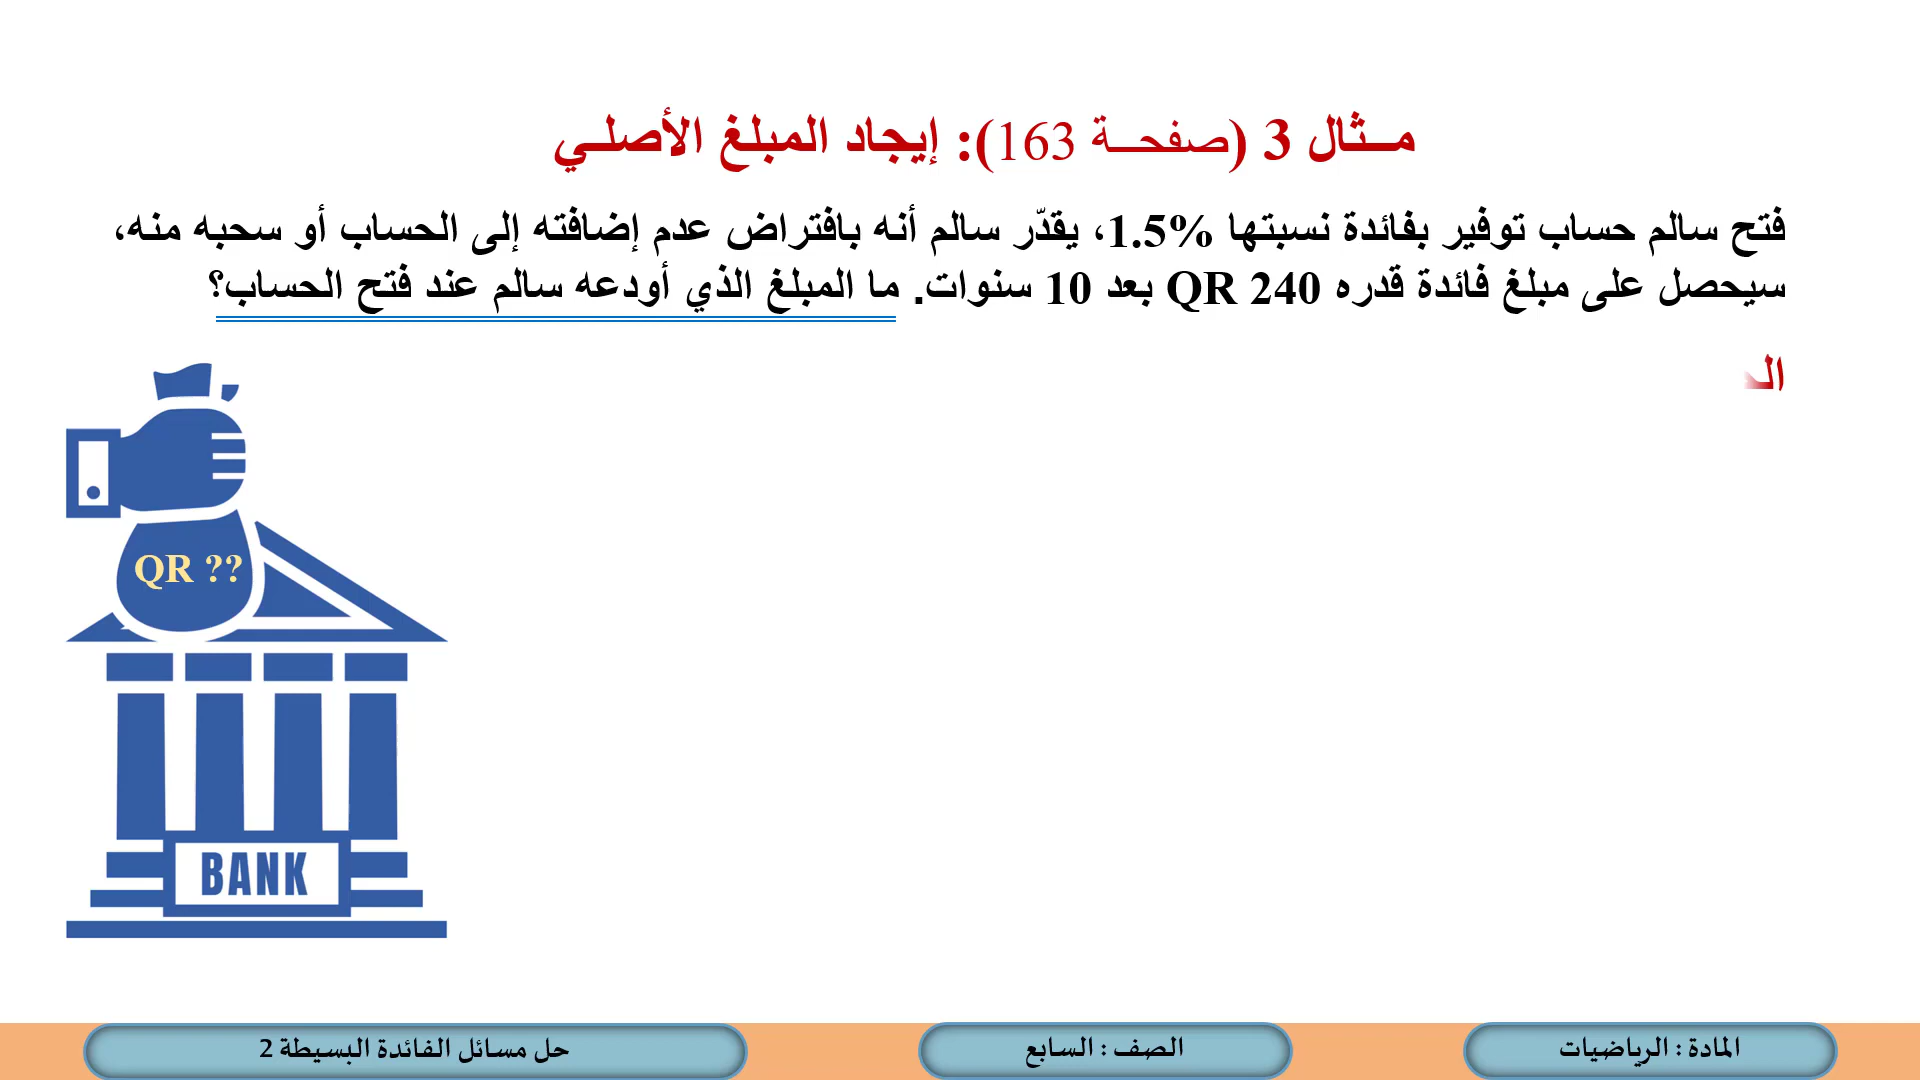 مــثال 3 (صفحــة 163): إيجاد المبلغ الأصلـي
فتح سالم حساب توفير بفائدة نسبتها %1.5، يقدّر سالم أنه بافتراض عدم إضافته إلى الحساب أو سحبه منه،
سيحصل على مبلغ فائدة قدره QR 240 بعد 10 سنوات. ما المبلغ الذي أودعه سالم عند فتح الحساب؟
QR ??
BANK
المادة : الرياضيات
الصف : السابع
حل مسائل الفائدة البسيطة 2